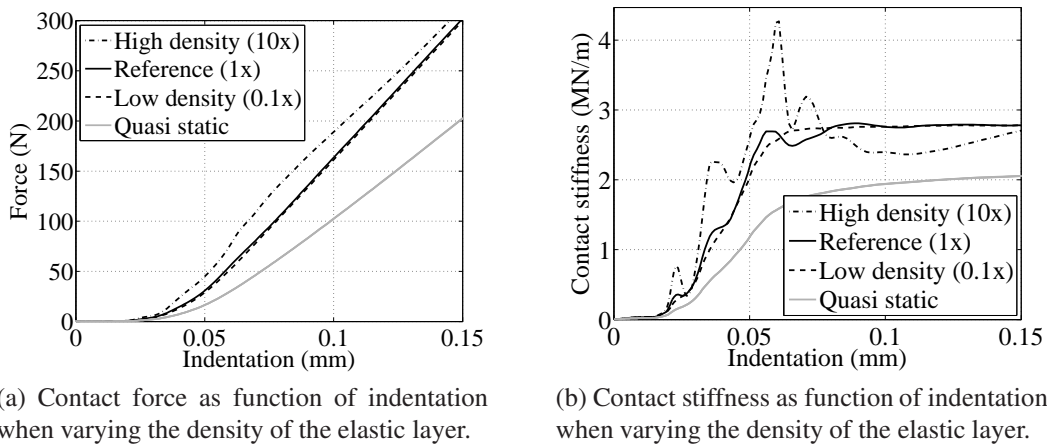 300
250
200
150
100
50
0
Force (N)
High density (10x)
Reference (1x)
Low density (0.1x)
Quasi static
0 0.05 0.1 0.15
Indentation (mm)
(a) Contact force as function of indentation
when varying the density of the elastic layer.
4
3
2
1
0
Contact stiffness (MN/m)
High density (10x)
Reference (1x)
Low density (0.1x)
Quasi static
0 0.05 0.1 0.15
Indentation (mm)
(b) Contact stiffness as function of indentation
when varying the density of the elastic layer.